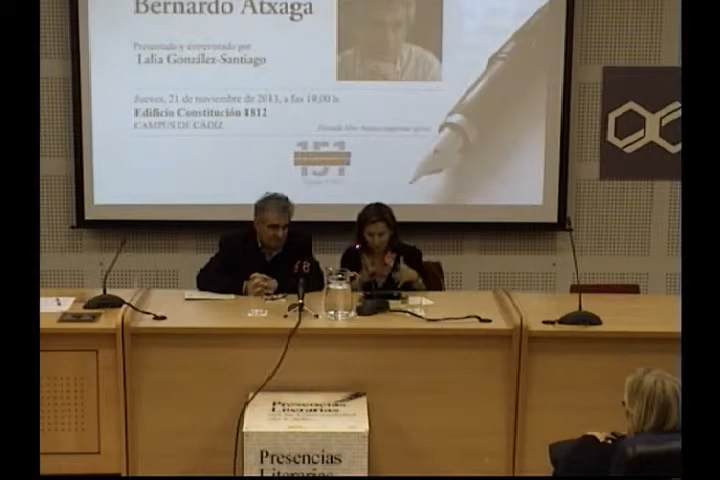 Bernardo Atxaga
Presentado y entrevistado por
Lalia González-Santiago
Jueves, 21 de noviembre de 2013, a las 19,00 h.
Edificio Constitución 1812
CAMPUS DE CÁDIZ
151
Presencias
Literarias
Presencias
Literarias